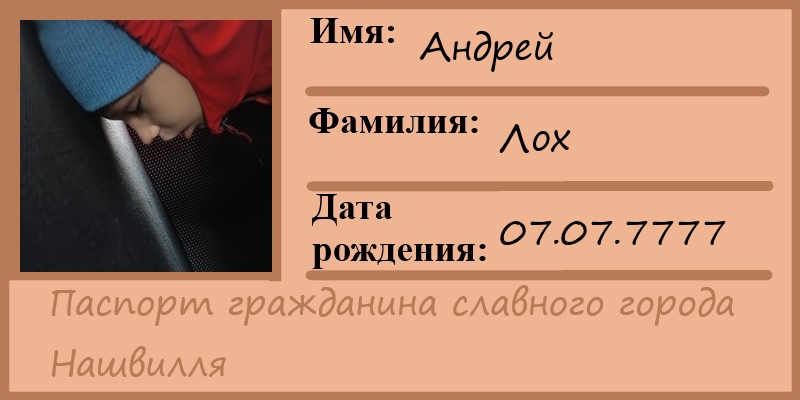 Имя: Андрей
Фамилия: Лох
Дата
рождения: 07.07.7777
Паспорт гражданина славного города
Нашвилля